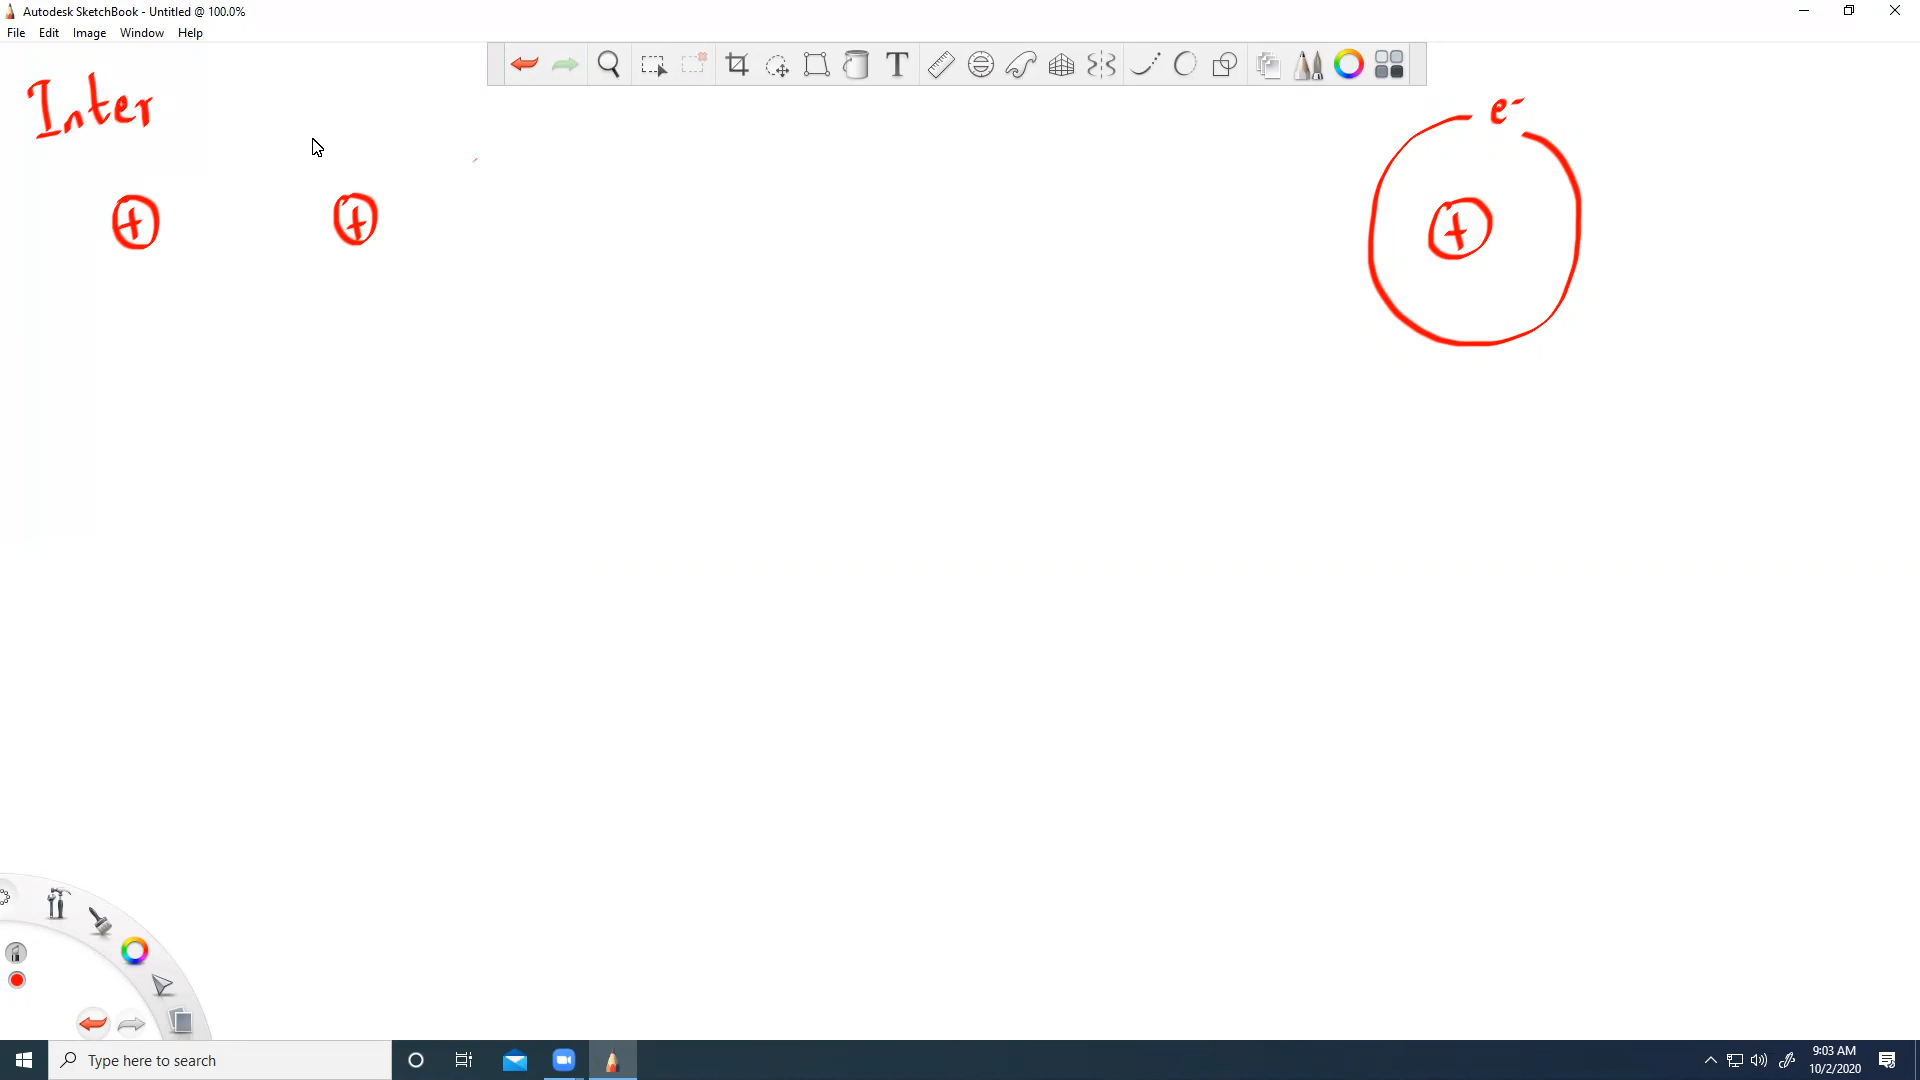 Autodesk SketchBook - Untitled @ 100.0%
File Edit Image Window Help
T
Inter
e-
+ + +
Type here to search
9:03 AM
10/2/2020